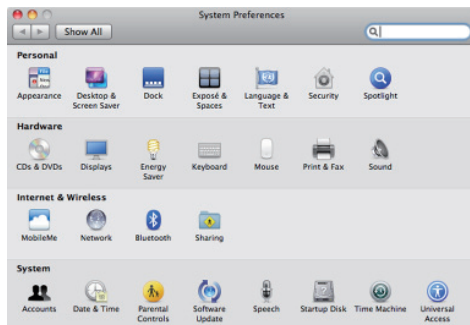 System Preferences
Show All
Personal
Appearance
Desktop &
Screen Saver
Dock
Exposé &
Spaces
Language &
Text
Security
Spotlight
Hardware
CDs & DVDs
Displays
Energy
Saver
Keyboard
Mouse
Print & Fax
Sound
Internet & Wireless
MobileMe
Network
Bluetooth
Sharing
System
Accounts
Date & Time
Parental
Controls
Software
Update
Speech
Startup Disk
Time Machine
Universal
Access